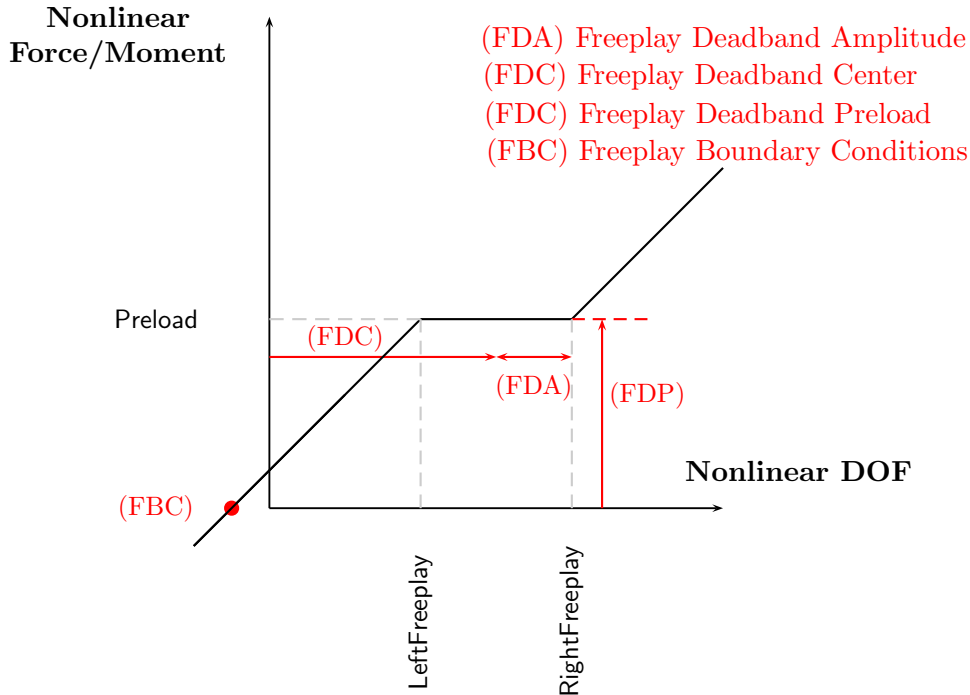 Nonlinear
Force/Moment
(FDA) Freeplay Deadband Amplitude
(FDC) Freeplay Deadband Center
(FDC) Freeplay Deadband Preload
(FBC) Freeplay Boundary Conditions
Preload
(FDC)
(FDA)
(FDP)
Nonlinear DOF
(FBC)
LeftFreeplay
RightFreeplay